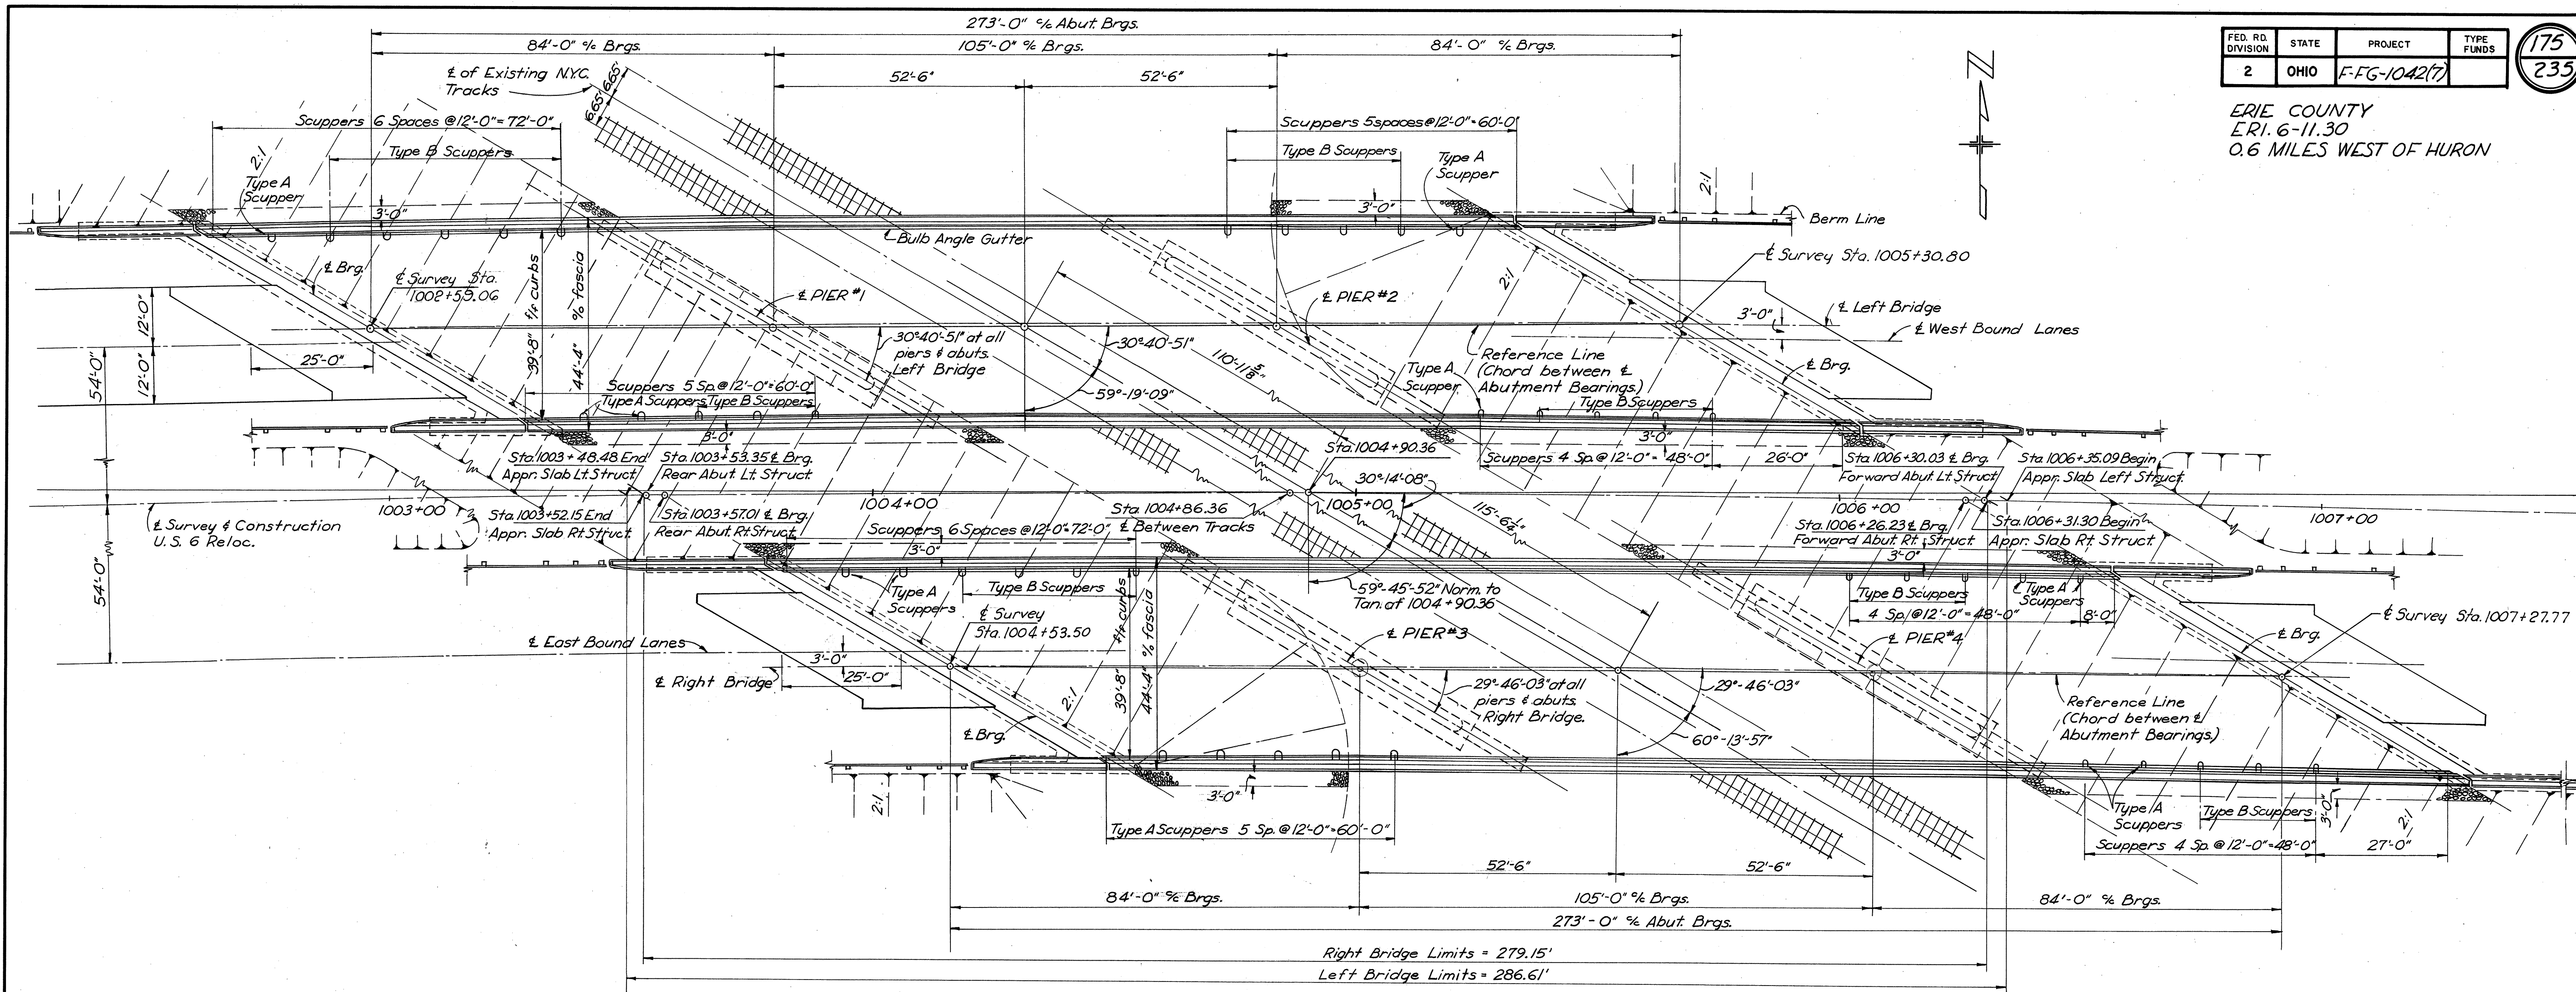 273'-0" c/c Abut. Brgs.
84'-0" c/c Brgs.
105'-0" c/c Brgs.
84'-0" c/c Brgs.
52'-6"
52'-6"
FED. RD. DIVISION
STATE
PROJECT
TYPE FUNDS
2
OHIO
F-FG-1042(7)
175
235
ERIE COUNTY
ERI. 6-11.30
0.6 MILES WEST OF HURON
℄ of Existing N.Y.C.
Tracks
6.65'
6.65'
Scuppers 6 Spaces @ 12'-0" = 72'-0"
Type B Scuppers
2:1
Type A
Scupper
3'-0"
Scuppers 5 spaces @ 12'-0" = 60'-0"
Type B Scuppers
Type A
Scupper
3'-0"
2:1
Berm Line
Bulb Angle Gutter
℄ Brg.
℄ Survey Sta.
1002+59.06
39'-8" f/f curbs
44'-4" o/o fascia
℄ PIER #1
℄ PIER #2
2:1
℄ Survey Sta. 1005+30.80
3'-0"
℄ Left Bridge
℄ West Bound Lanes
12'-0"
12'-0"
54'-0"
25'-0"
30°-40'-51" at all
piers & abuts.
Left Bridge
30°-40'-51"
110'-11 5/8"
59°-19'-09"
Reference Line
(Chord between ℄
Abutment Bearings.)
℄ Brg.
Scuppers 5 Sp. @ 12'-0" = 60'-0"
Type A Scuppers
Type B Scuppers
3'-0"
Type A
Scupper
Type B Scuppers
3'-0"
Scuppers 4 Sp. @ 12'-0" = 48'-0"
26'-0"
Sta. 1003+48.48 End
Appr. Slab Lt. Struct.
Sta. 1003+53.35 ℄ Brg.
Rear Abut. Lt. Struct.
Sta. 1004+90.36
Sta. 1006+30.03 ℄ Brg.
Forward Abut. Lt. Struct.
Sta. 1006+35.09 Begin
Appr. Slab Left Struct.
1003+00
1004+00
1005+00
1006+00
1007+00
℄ Survey & Construction
U.S. 6 Reloc.
Sta. 1003+52.15 End
Appr. Slab Rt. Struct.
Sta. 1003+57.01 ℄ Brg.
Rear Abut. Rt. Struct.
Sta. 1004+86.36
℄ Between Tracks
30°-14'-08"
115'-6 1/4"
Sta. 1006+26.23 ℄ Brg.
Forward Abut. Rt. Struct.
Sta. 1006+31.30 Begin
Appr. Slab Rt. Struct.
Scuppers 6 Spaces @ 12'-0" = 72'-0"
3'-0"
54'-0"
Type A
Scuppers
Type B Scuppers
℄ Survey
Sta. 1004+53.50
39'-8" f/f curbs
44'-4" o/o fascia
59°-45'-52" Norm. to
Tan. at 1004+90.36
3'-0"
Type B Scuppers
Type A
Scuppers
4 Sp. @ 12'-0" = 48'-0"
8'-0"
℄ East Bound Lanes
3'-0"
25'-0"
℄ Right Bridge
2:1
℄ Brg.
℄ PIER #3
℄ PIER #4
℄ Brg.
℄ Survey Sta. 1007+27.77
29°-46'-03" at all
piers & abuts.
Right Bridge.
29°-46'-03"
60°-13'-57"
Reference Line
(Chord between ℄
Abutment Bearings.)
2:1
3'-0"
Type A Scuppers 5 Sp. @ 12'-0" = 60'-0"
Type A
Scuppers
Type B Scuppers
3'-0"
2:1
Scuppers 4 Sp. @ 12'-0" = 48'-0"
27'-0"
52'-6"
52'-6"
84'-0" c/c Brgs.
105'-0" c/c Brgs.
84'-0" c/c Brgs.
273'-0" c/c Abut. Brgs.
Right Bridge Limits = 279.15'
Left Bridge Limits = 286.61'